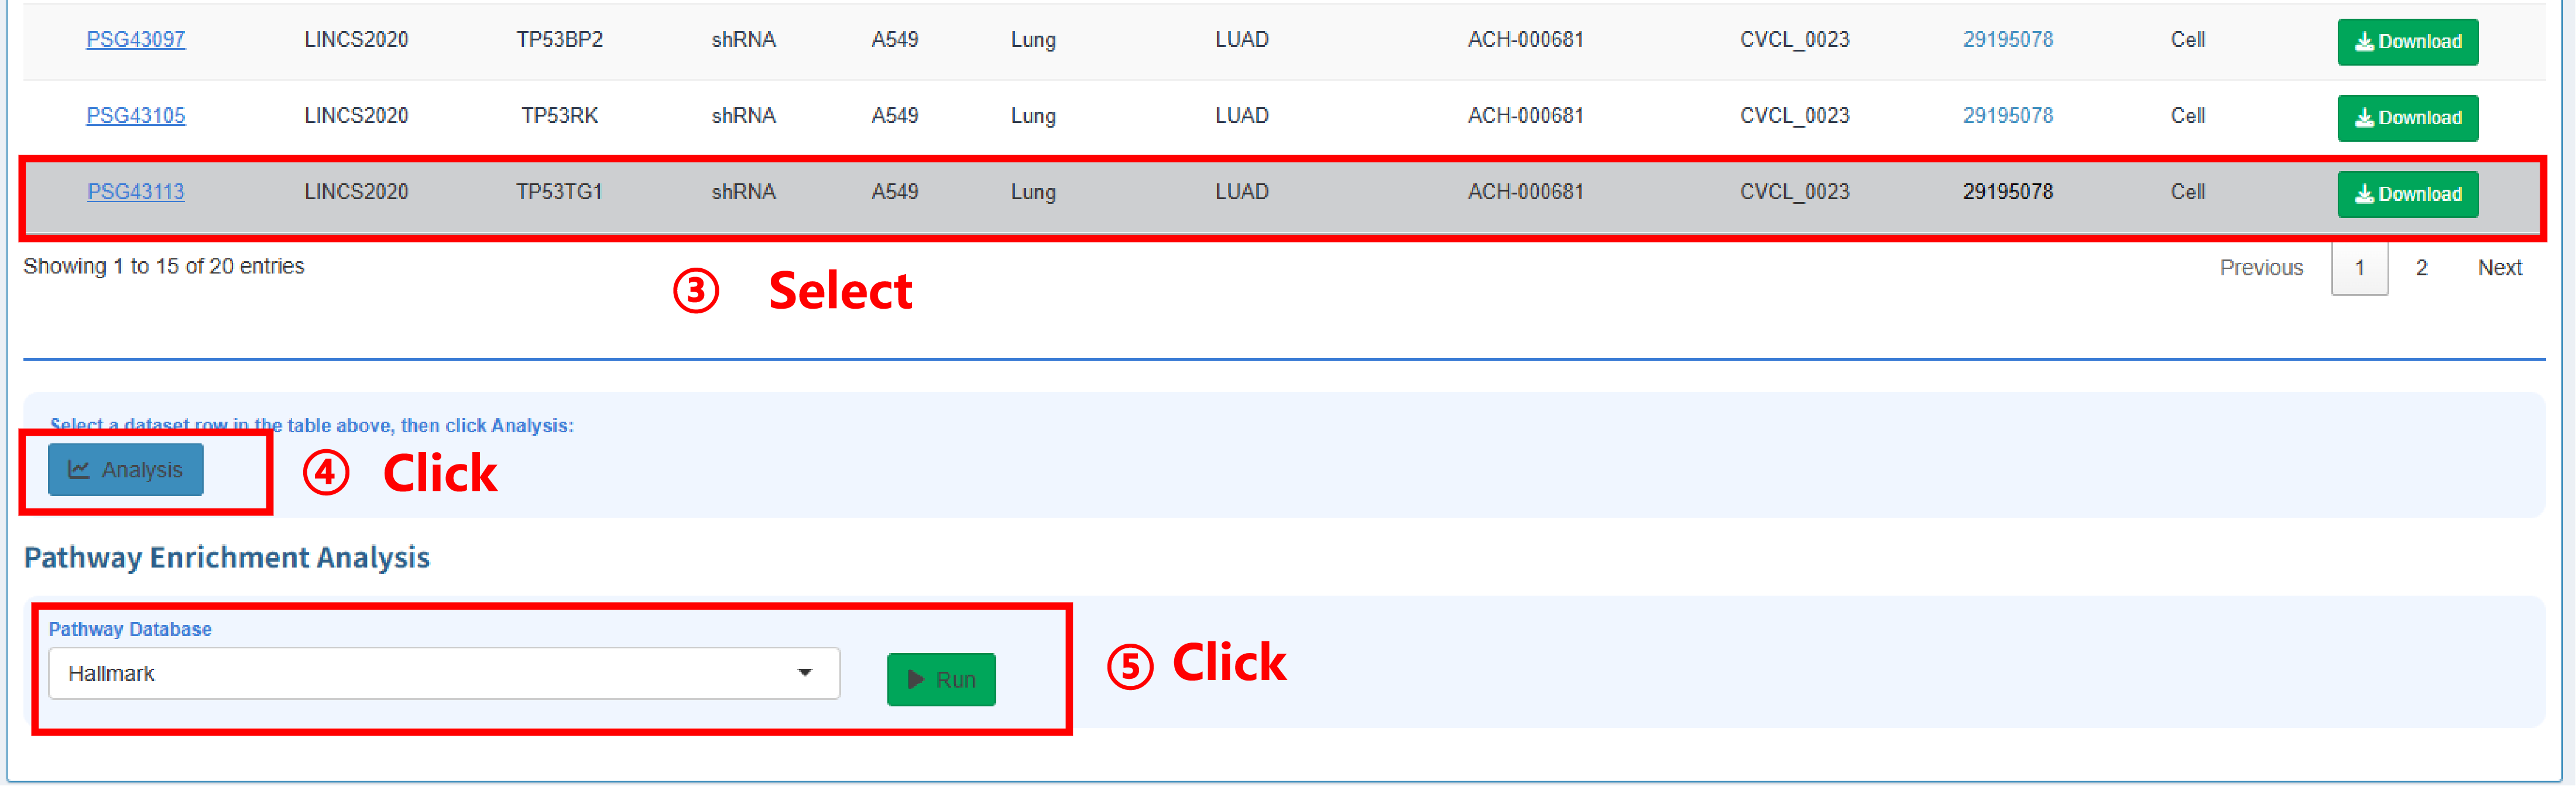 PSG43097 LINCS2020 TP53BP2 shRNA A549 Lung LUAD ACH-000681 CVCL_0023 29195078 Cell Download
PSG43105 LINCS2020 TP53RK shRNA A549 Lung LUAD ACH-000681 CVCL_0023 29195078 Cell Download
PSG43113 LINCS2020 TP53TG1 shRNA A549 Lung LUAD ACH-000681 CVCL_0023 29195078 Cell Download
Showing 1 to 15 of 20 entries Previous 1 2 Next
③ Select
Select a dataset row in the table above, then click Analysis:
Analysis
④ Click
Pathway Enrichment Analysis
Pathway Database
Hallmark Run
⑤ Click